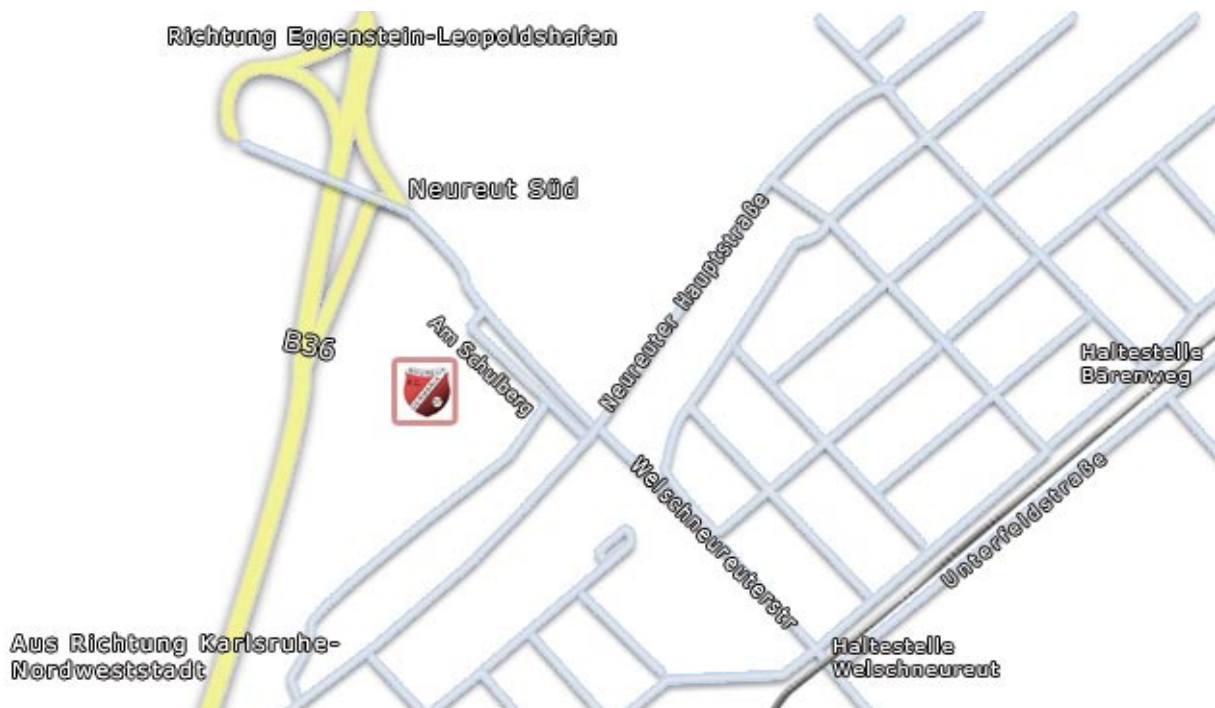 Richtung Eggenstein-Leopoldshafen
Neureut Süd
B36
Am Schulberg
Neureuter Hauptstraße
Haltestelle
Bärenweg
Welschneureuterstr
Unterfeldstraße
Aus Richtung Karlsruhe-
Nordweststadt
Haltestelle
Welschneureut